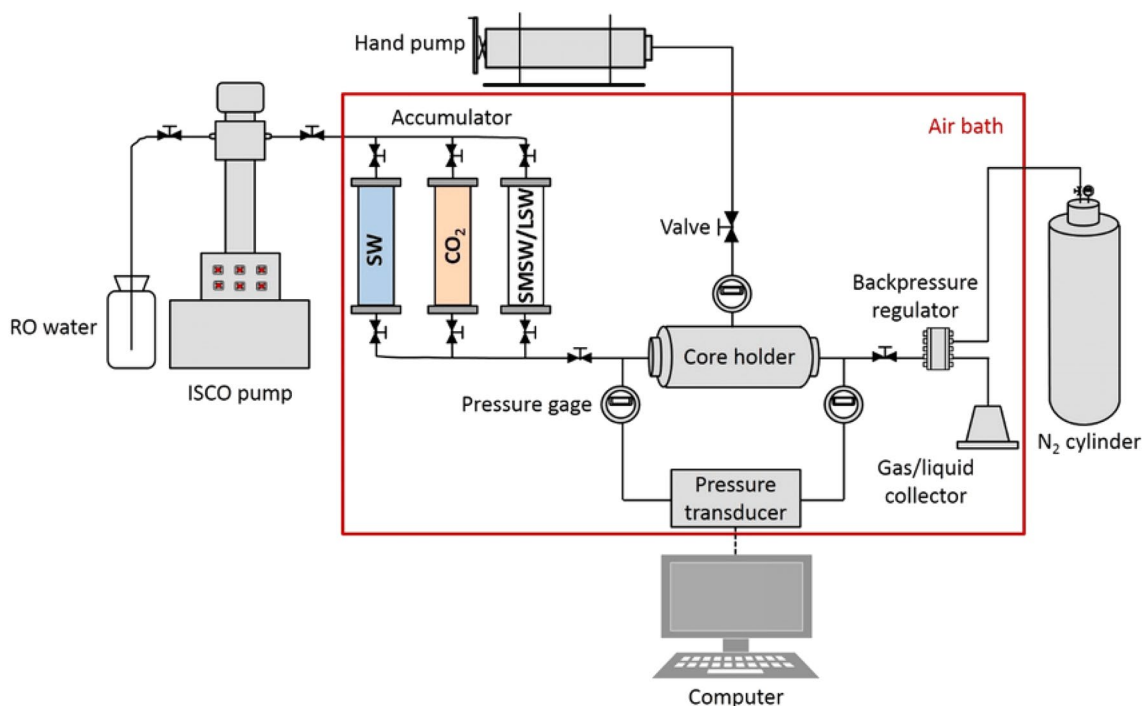 Hand pump
Accumulator
Air bath
SW
CO₂
SMSW/LSW
Valve
Backpressure
regulator
RO water
ISCO pump
Core holder
Pressure gage
N₂ cylinder
Gas/liquid
collector
Pressure
transducer
Computer